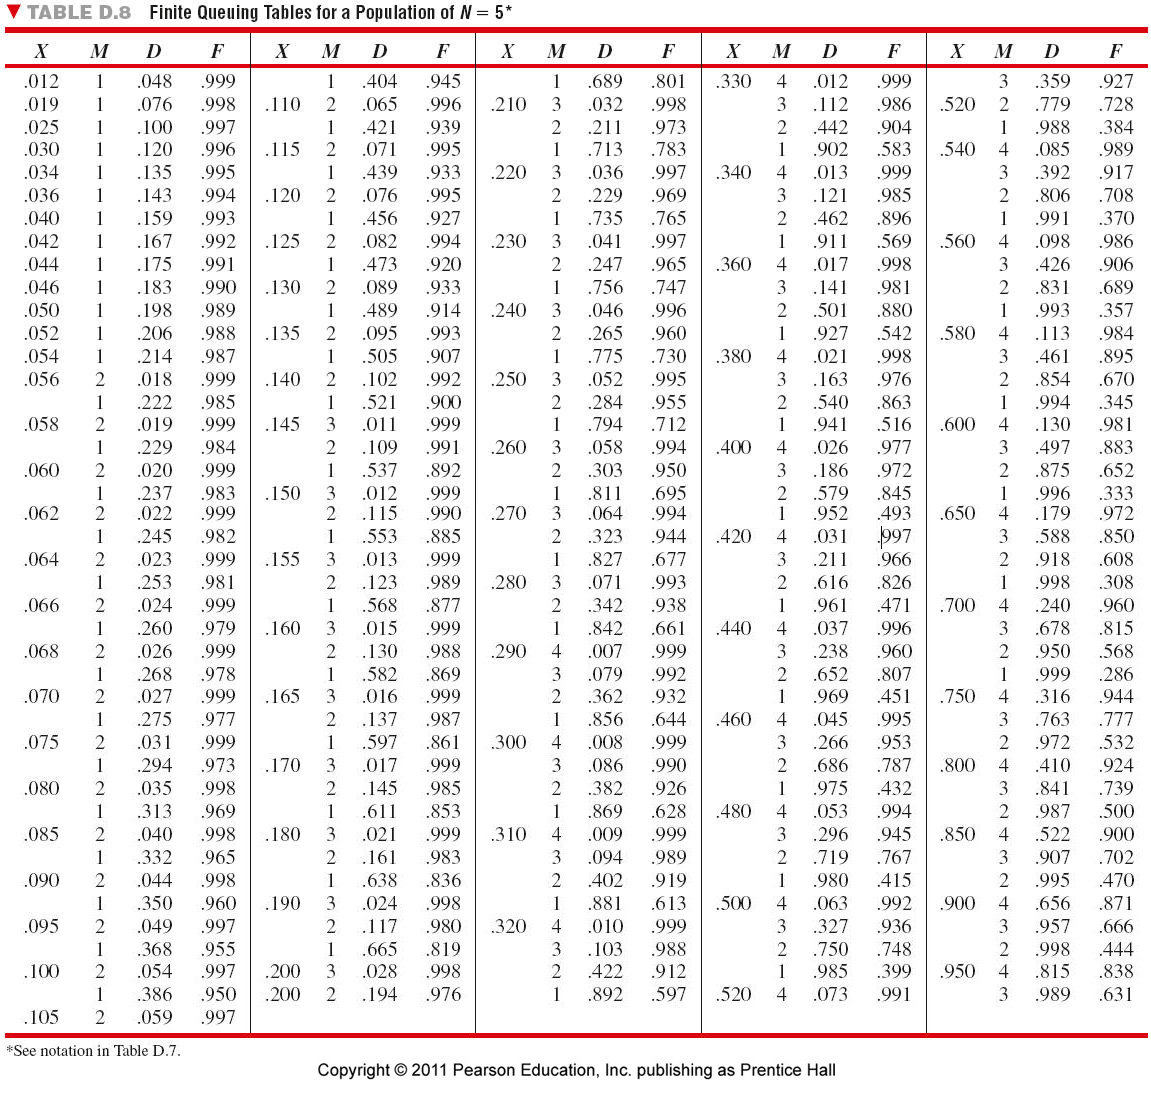 ▼ TABLE D.8 Finite Queuing Tables for a Population of N = 5*
X M D F X M D F X M D F X M D F X M D F
.012 1 .048 .999 1 .404 .945 1 .689 .801 .330 4 .012 .999 3 .359 .927
.019 1 .076 .998 .110 2 .065 .996 .210 3 .032 .998 3 .112 .986 .520 2 .779 .728
.025 1 .100 .997 1 .421 .939 2 .211 .973 2 .442 .904 1 .988 .384
.030 1 .120 .996 .115 2 .071 .995 1 .713 .783 1 .902 .583 .540 4 .085 .989
.034 1 .135 .995 1 .439 .933 .220 3 .036 .997 .340 4 .013 .999 3 .392 .917
.036 1 .143 .994 .120 2 .076 .995 2 .229 .969 3 .121 .985 2 .806 .708
.040 1 .159 .993 1 .456 .927 1 .735 .765 2 .462 .896 1 .991 .370
.042 1 .167 .992 .125 2 .082 .994 .230 3 .041 .997 1 .911 .569 .560 4 .098 .986
.044 1 .175 .991 1 .473 .920 2 .247 .965 .360 4 .017 .998 3 .426 .906
.046 1 .183 .990 .130 2 .089 .933 1 .756 .747 3 .141 .981 2 .831 .689
.050 1 .198 .989 1 .489 .914 .240 3 .046 .996 2 .501 .880 1 .993 .357
.052 1 .206 .988 .135 2 .095 .993 2 .265 .960 1 .927 .542 .580 4 .113 .984
.054 1 .214 .987 1 .505 .907 1 .775 .730 .380 4 .021 .998 3 .461 .895
.056 2 .018 .999 .140 2 .102 .992 .250 3 .052 .995 3 .163 .976 2 .854 .670
1 .222 .985 1 .521 .900 2 .284 .955 2 .540 .863 1 .994 .345
.058 2 .019 .999 .145 3 .011 .999 1 .794 .712 1 .941 .516 .600 4 .130 .981
1 .229 .984 2 .109 .991 .260 3 .058 .994 .400 4 .026 .977 3 .497 .883
.060 2 .020 .999 1 .537 .892 2 .303 .950 3 .186 .972 2 .875 .652
1 .237 .983 .150 3 .012 .999 1 .811 .695 2 .579 .845 1 .996 .333
.062 2 .022 .999 2 .115 .990 .270 3 .064 .994 1 .952 .493 .650 4 .179 .972
1 .245 .982 1 .553 .885 2 .323 .944 .420 4 .031 .997 3 .588 .850
.064 2 .023 .999 .155 3 .013 .999 1 .827 .677 3 .211 .966 2 .918 .608
1 .253 .981 2 .123 .989 .280 3 .071 .993 2 .616 .826 1 .998 .308
.066 2 .024 .999 1 .568 .877 2 .342 .938 1 .961 .471 .700 4 .240 .960
1 .260 .979 .160 3 .015 .999 1 .842 .661 .440 4 .037 .996 3 .678 .815
.068 2 .026 .999 2 .130 .988 .290 4 .007 .999 3 .238 .960 2 .950 .568
1 .268 .978 1 .582 .869 3 .079 .992 2 .652 .807 1 .999 .286
.070 2 .027 .999 .165 3 .016 .999 2 .362 .932 1 .969 .451 .750 4 .316 .944
1 .275 .977 2 .137 .987 1 .856 .644 .460 4 .045 .995 3 .763 .777
.075 2 .031 .999 1 .597 .861 .300 4 .008 .999 3 .266 .953 2 .972 .532
1 .294 .973 .170 3 .017 .999 3 .086 .990 2 .686 .787 .800 4 .410 .924
.080 2 .035 .998 2 .145 .985 2 .382 .926 1 .975 .432 3 .841 .739
1 .313 .969 1 .611 .853 1 .869 .628 .480 4 .053 .994 2 .987 .500
.085 2 .040 .998 .180 3 .021 .999 .310 4 .009 .999 3 .296 .945 .850 4 .522 .900
1 .332 .965 2 .161 .983 3 .094 .989 2 .719 .767 3 .907 .702
.090 2 .044 .998 1 .638 .836 2 .402 .919 1 .980 .415 2 .995 .470
1 .350 .960 .190 3 .024 .998 1 .881 .613 .500 4 .063 .992 .900 4 .656 .871
.095 2 .049 .997 2 .117 .980 .320 4 .010 .999 3 .327 .936 3 .957 .666
1 .368 .955 1 .665 .819 3 .103 .988 2 .750 .748 2 .998 .444
.100 2 .054 .997 .200 3 .028 .998 2 .422 .912 1 .985 .399 .950 4 .815 .838
1 .386 .950 .200 2 .194 .976 1 .892 .597 .520 4 .073 .991 3 .989 .631
.105 2 .059 .997
*See notation in Table D.7.
Copyright © 2011 Pearson Education, Inc. publishing as Prentice Hall